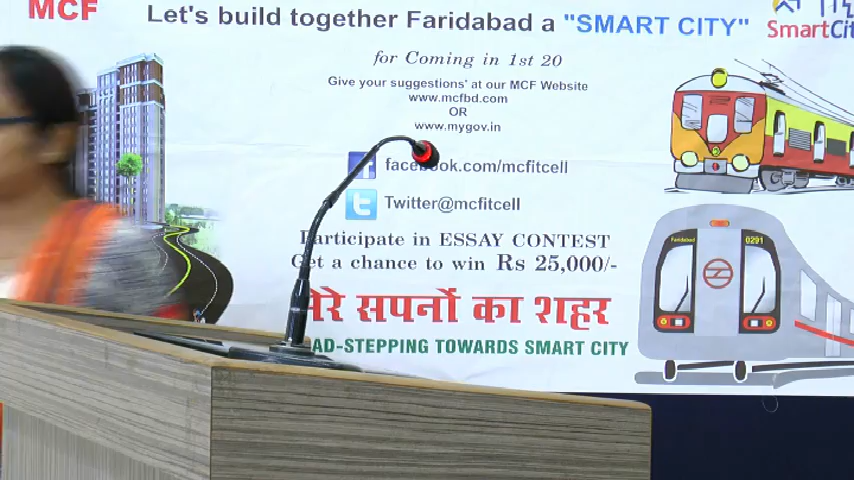 MCF
Let's build together Faridabad a "SMART CITY"
SmartCit
for Coming in 1st 20
Give your suggestions' at our MCF Website
www.mcfbd.com
OR
www.mygov.in
facebook.com/mcfitcell
Twitter@mcfitcell
Participate in ESSAY CONTEST
Get a chance to win Rs 25,000/-
मेरे सपनों का शहर
AD-STEPPING TOWARDS SMART CITY
Faridabad 0291